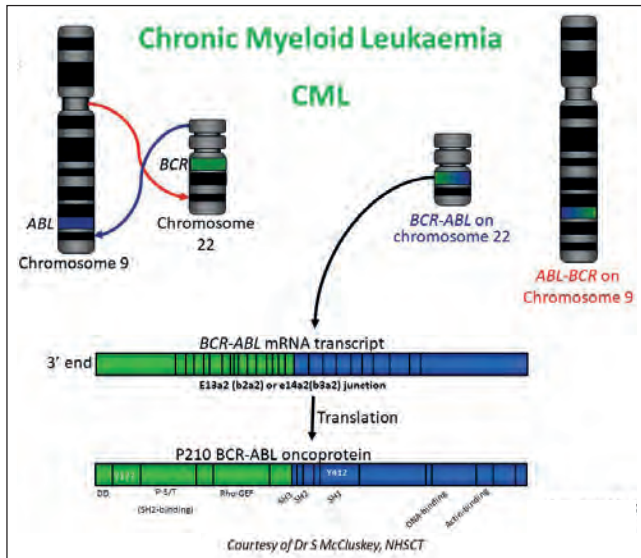 Chronic Myeloid Leukaemia
CML
BCR
ABL
Chromosome 9
Chromosome
22
BCR-ABL on
chromosome 22
ABL-BCR on
Chromosome 9
BCR-ABL mRNA transcript
3' end
E13a2 (b2a2) or e14a2(b3a2) junction
Translation
P210 BCR-ABL oncoprotein
Y177
Y412
DD
P-S/T
(SH2-binding)
Rho-GEF
SH3
SH2
SH1
DNA-binding
Actin-binding
Courtesy of Dr S McCluskey, NHSCT